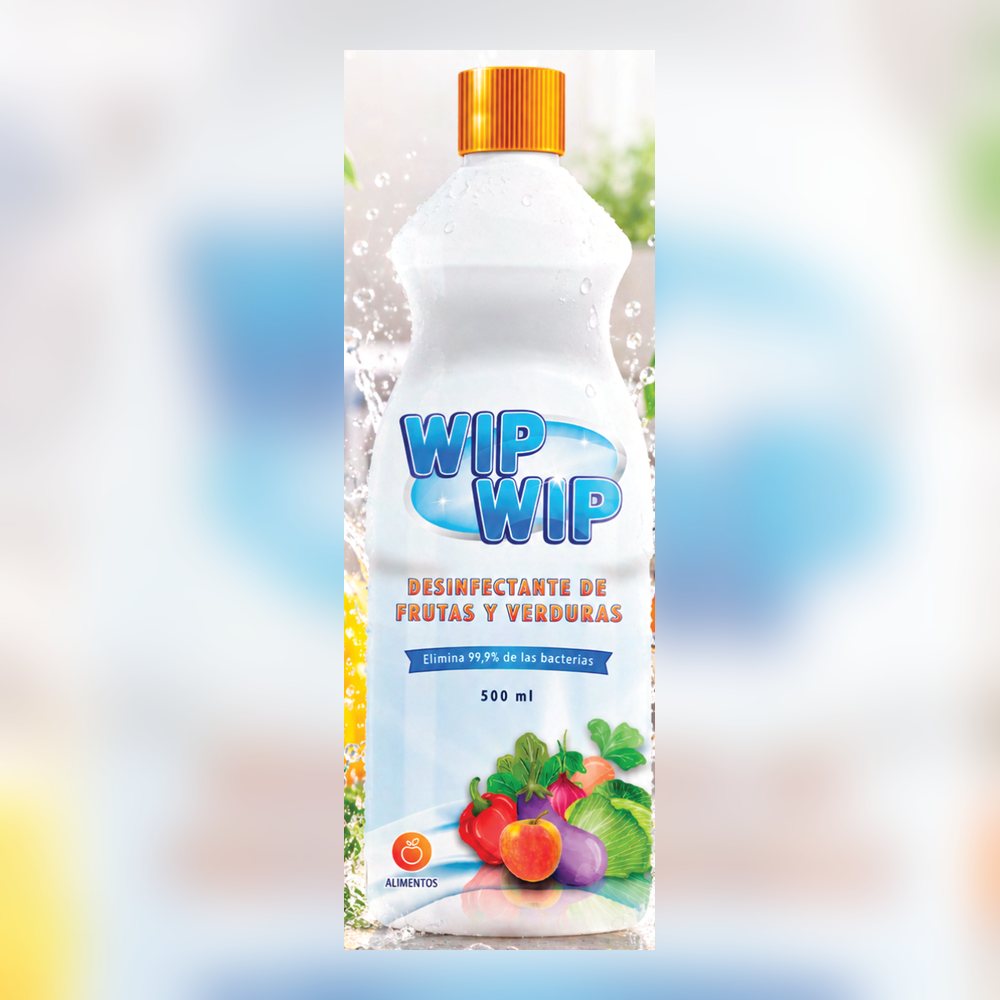 WIP
WIP
DESINFECTANTE DE
FRUTAS Y VERDURAS
Elimina 99,9% de las bacterias
500 ml
ALIMENTOS